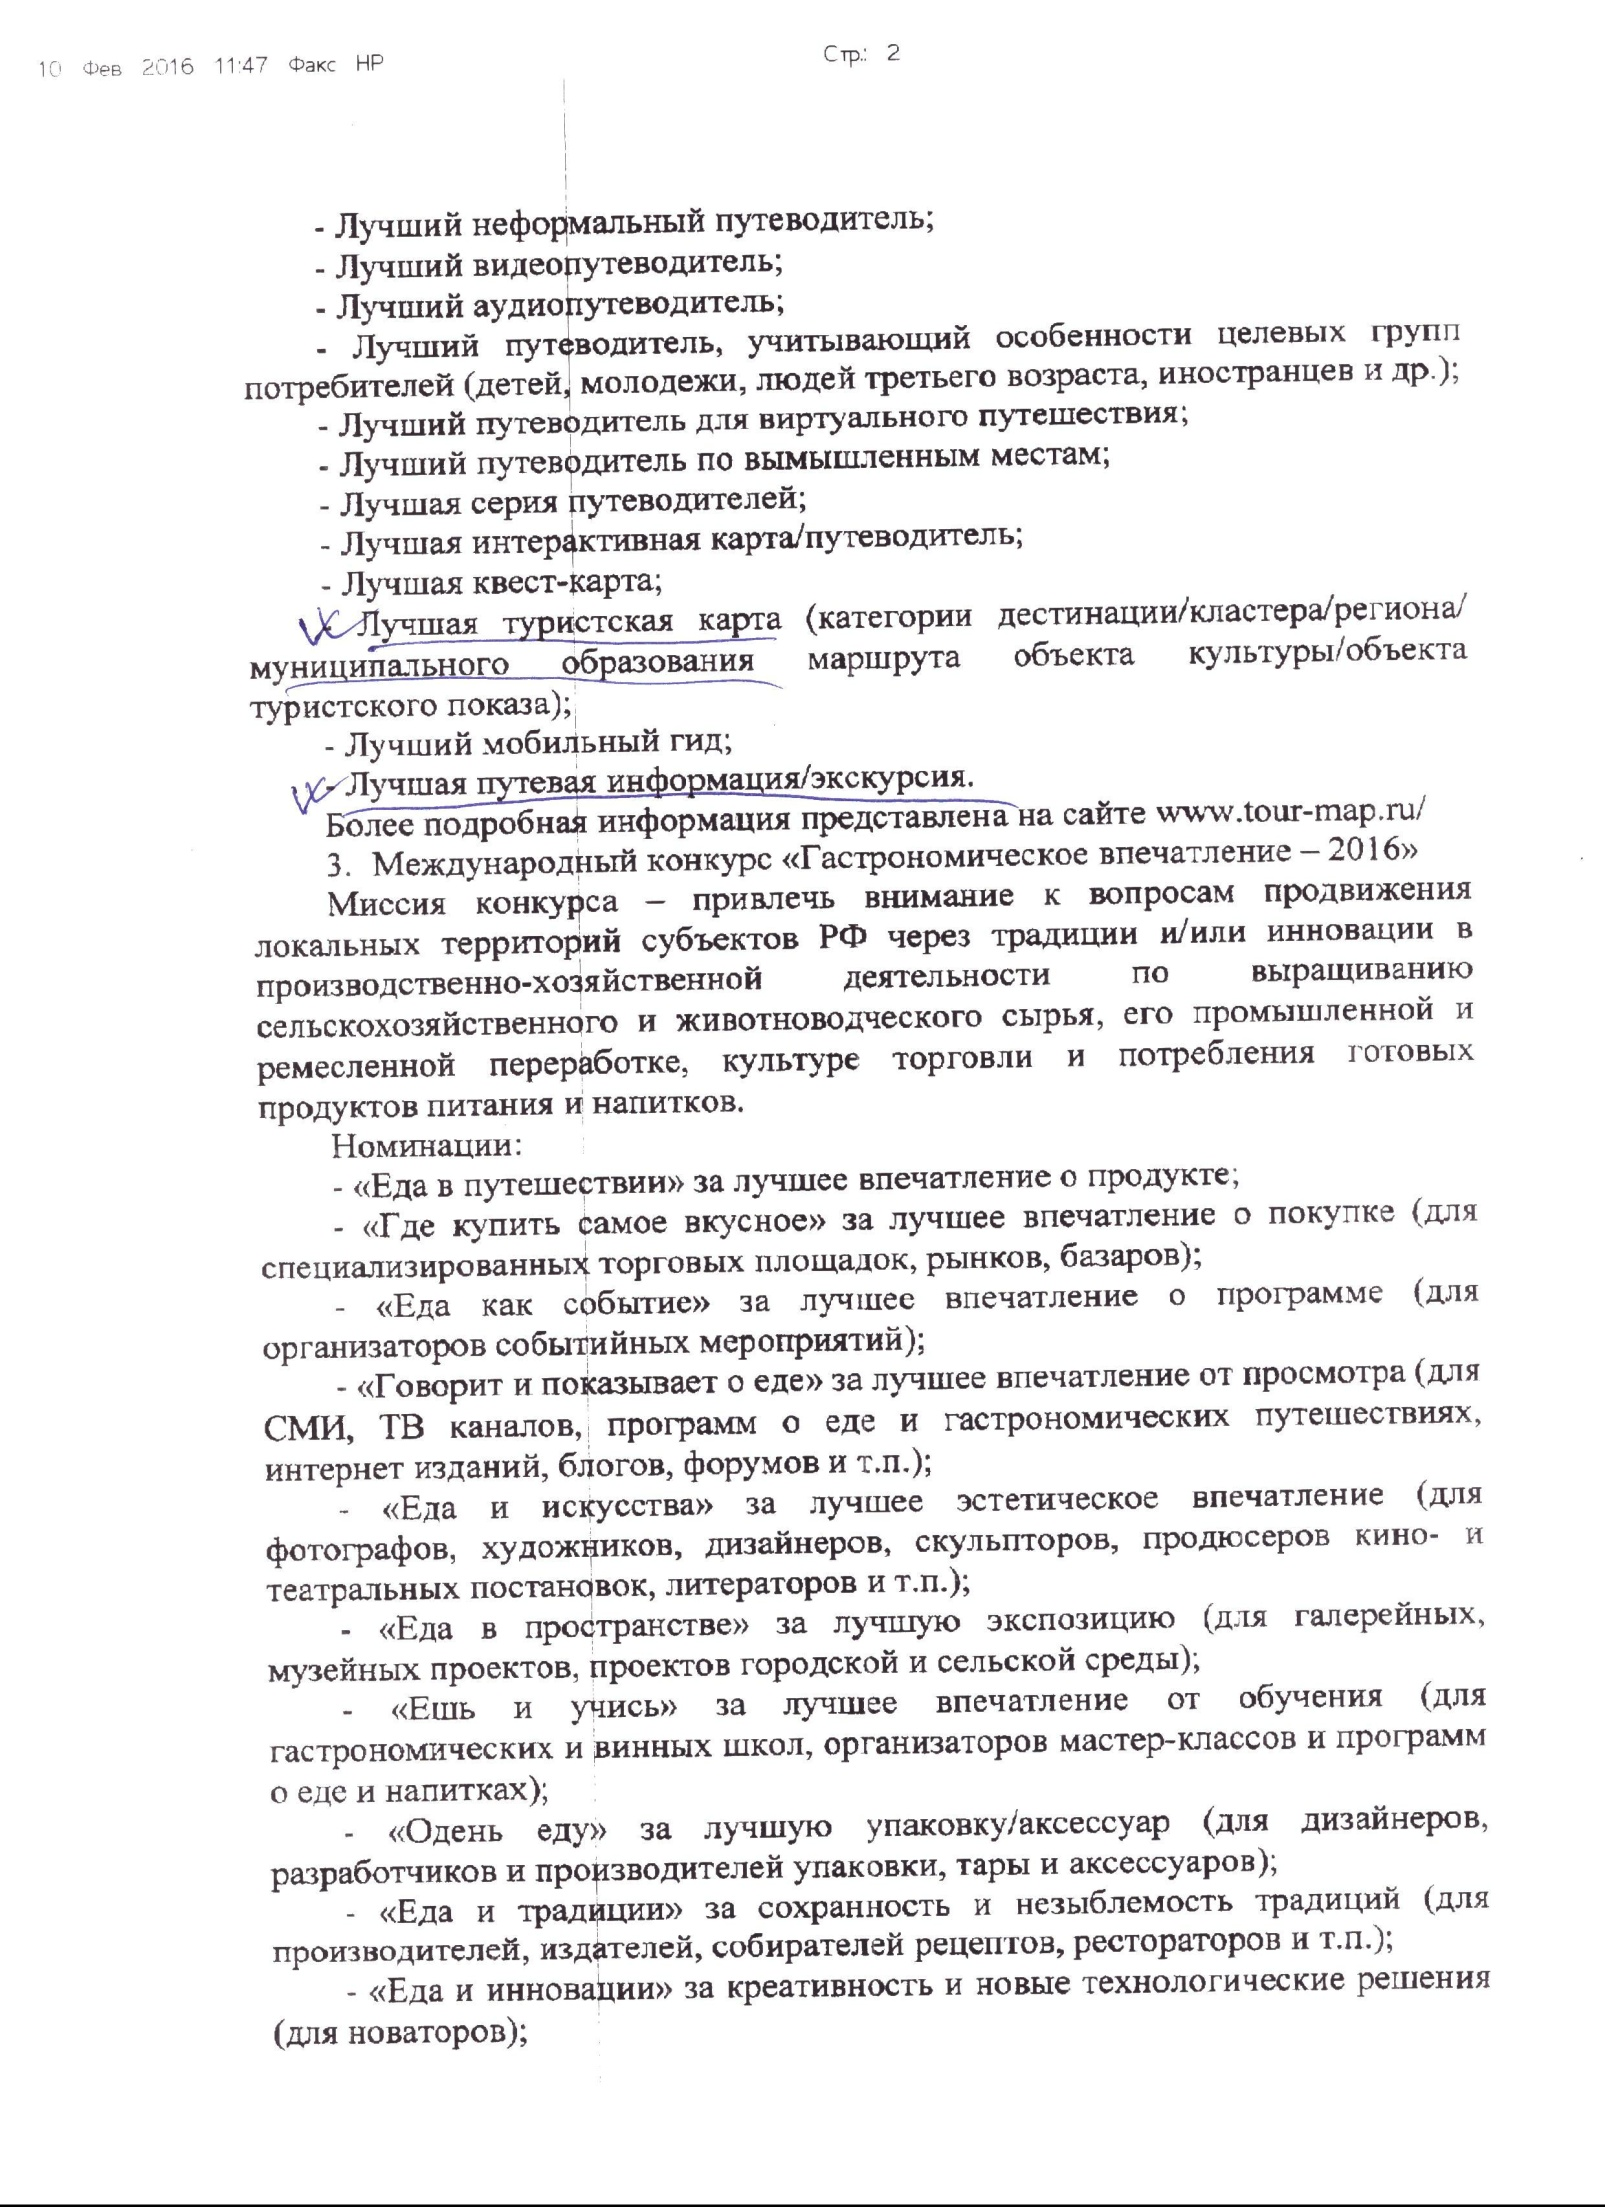 10 Фев 2016 11:47 Факс HP Стр.: 2
- Лучший неформальный путеводитель;
- Лучший видеопутеводитель;
- Лучший аудиопутеводитель;
- Лучший путеводитель, учитывающий особенности целевых групп
потребителей (детей, молодежи, людей третьего возраста, иностранцев и др.);
- Лучший путеводитель для виртуального путешествия;
- Лучший путеводитель по вымышленным местам;
- Лучшая серия путеводителей;
- Лучшая интерактивная карта/путеводитель;
- Лучшая квест-карта;
- Лучшая туристская карта (категории дестинации/кластера/региона/
муниципального образования маршрута объекта культуры/объекта
туристского показа);
- Лучший мобильный гид;
- Лучшая путевая информация/экскурсия.
Более подробная информация представлена на сайте www.tour-map.ru/
3. Международный конкурс «Гастрономическое впечатление – 2016»
Миссия конкурса – привлечь внимание к вопросам продвижения
локальных территорий субъектов РФ через традиции и/или инновации в
производственно-хозяйственной деятельности по выращиванию
сельскохозяйственного и животноводческого сырья, его промышленной и
ремесленной переработке, культуре торговли и потребления готовых
продуктов питания и напитков.
Номинации:
- «Еда в путешествии» за лучшее впечатление о продукте;
- «Где купить самое вкусное» за лучшее впечатление о покупке (для
специализированных торговых площадок, рынков, базаров);
- «Еда как событие» за лучшее впечатление о программе (для
организаторов событийных мероприятий);
- «Говорит и показывает о еде» за лучшее впечатление от просмотра (для
СМИ, ТВ каналов, программ о еде и гастрономических путешествиях,
интернет изданий, блогов, форумов и т.п.);
- «Еда и искусства» за лучшее эстетическое впечатление (для
фотографов, художников, дизайнеров, скульпторов, продюсеров кино- и
театральных постановок, литераторов и т.п.);
- «Еда в пространстве» за лучшую экспозицию (для галерейных,
музейных проектов, проектов городской и сельской среды);
- «Ешь и учись» за лучшее впечатление от обучения (для
гастрономических и винных школ, организаторов мастер-классов и программ
о еде и напитках);
- «Одень еду» за лучшую упаковку/аксессуар (для дизайнеров,
разработчиков и производителей упаковки, тары и аксессуаров);
- «Еда и традиции» за сохранность и незыблемость традиций (для
производителей, издателей, собирателей рецептов, рестораторов и т.п.);
- «Еда и инновации» за креативность и новые технологические решения
(для новаторов);